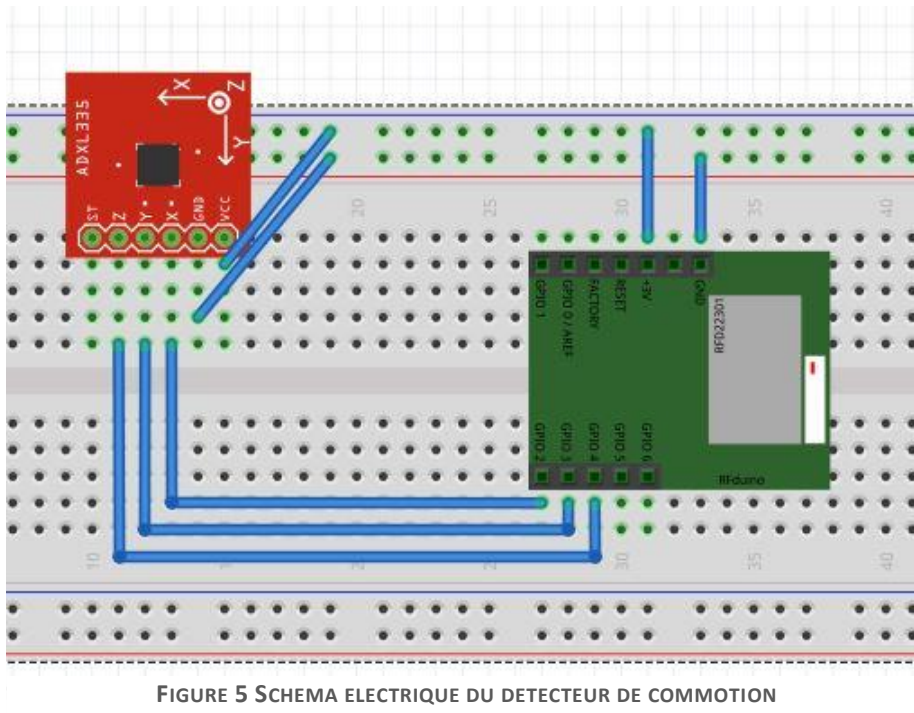 X
Z
Y
ADXL335
ST
Z
Y
X
GND
VCC
20
25
30
35
40
GPIO 1
GPIO 0 / AREF
FACTORY
RESET
+3V
GND
RFD22301
GPIO 2
GPIO 3
GPIO 4
GPIO 5
GPIO 6
RFduino
10
30
35
40
FIGURE 5 SCHEMA ELECTRIQUE DU DETECTEUR DE COMMOTION